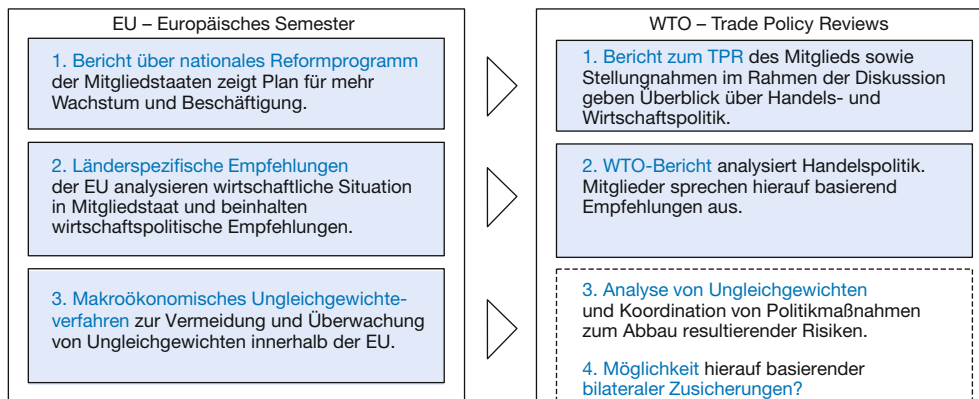 EU – Europäisches Semester
1. Bericht über nationales Reformprogramm
der Mitgliedstaaten zeigt Plan für mehr
Wachstum und Beschäftigung.
2. Länderspezifische Empfehlungen
der EU analysieren wirtschaftliche Situation
in Mitgliedstaat und beinhalten
wirtschaftspolitische Empfehlungen.
3. Makroökonomisches Ungleichgewichte-
verfahren zur Vermeidung und Überwachung
von Ungleichgewichten innerhalb der EU.
WTO – Trade Policy Reviews
1. Bericht zum TPR des Mitglieds sowie
Stellungnahmen im Rahmen der Diskussion
geben Überblick über Handels- und
Wirtschaftspolitik.
2. WTO-Bericht analysiert Handelspolitik.
Mitglieder sprechen hierauf basierend
Empfehlungen aus.
3. Analyse von Ungleichgewichten
und Koordination von Politikmaßnahmen
zum Abbau resultierender Risiken.
4. Möglichkeit hierauf basierender
bilateraler Zusicherungen?